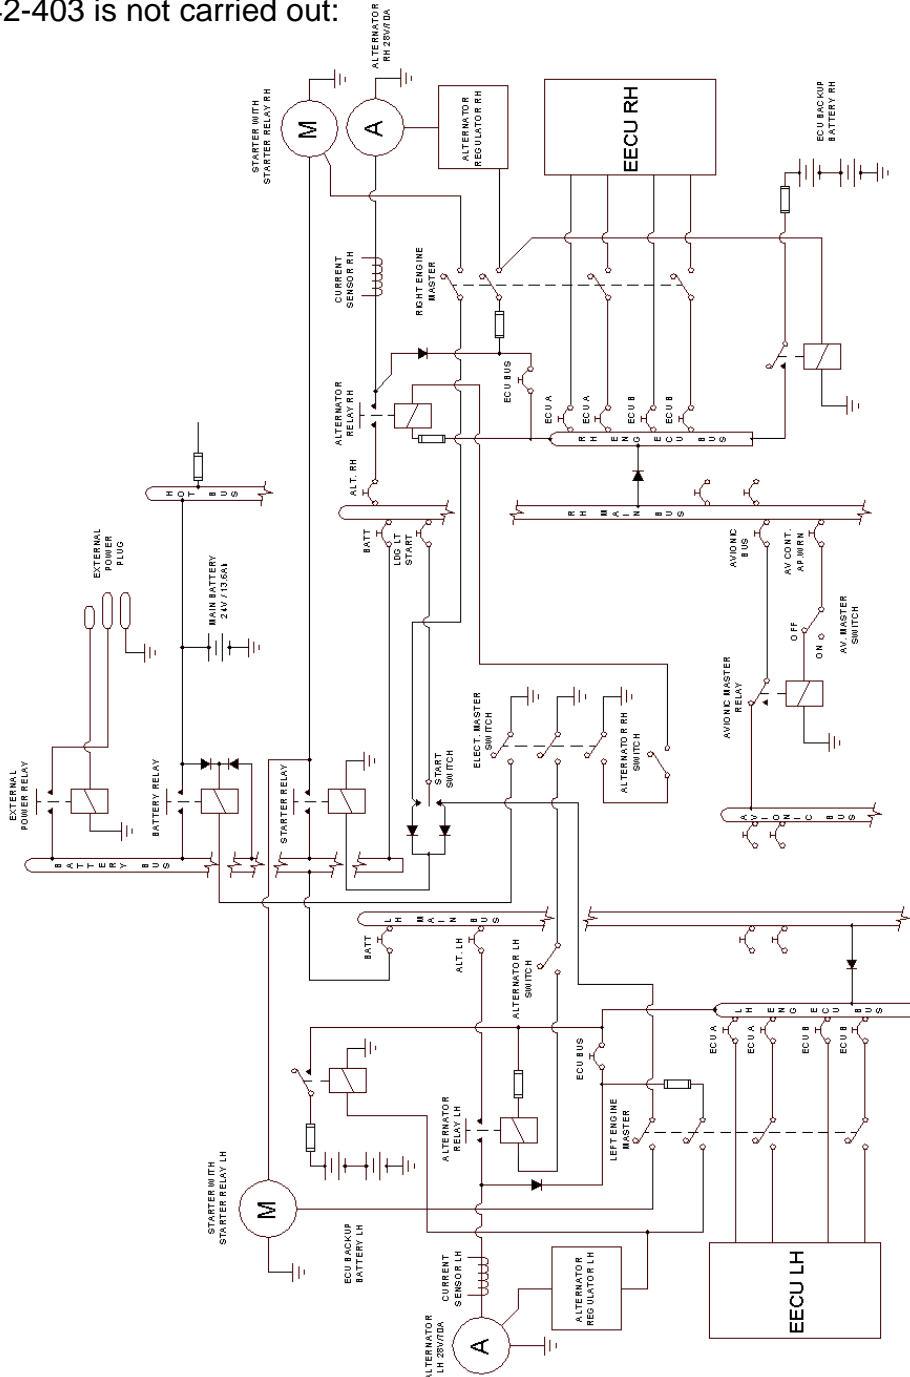 42-403 is not carried out:
ALTERNATOR
RH 28V/70A
STARTER WITH
STARTER RELAY RH
M
A
ALTERNATOR
REGULATOR RH
EECU RH
ECU BACKUP
BATTERY RH
CURRENT
SENSOR RH
RIGHT ENGINE
MASTER
ALTERNATOR
RELAY RH
ECU BUS
ECU A
ECU A
ECU B
ECU B
RH ENG ECU BUS
HOT BUS
ALT. RH
BATT
LDG LT
START
RH MAIN BUS
AVIONIC
BUS
AV CONT.
AP.WRN
EXTERNAL
POWER
PLUG
MAIN BATTERY
24V / 13.6Ah
OFF
ON
AV. MASTER
SWITCH
AVIONIC MASTER
RELAY
ELECT. MASTER
SWITCH
ALTERNATOR RH
SWITCH
START
SWITCH
EXTERNAL
POWER RELAY
BATTERY RELAY
STARTER RELAY
BATTERY BUS
AVIONIC BUS
LH MAIN BUS
BATT
ALT. LH
ALTERNATOR LH
SWITCH
LH ENG ECU BUS
ECU A
ECU A
ECU B
ECU B
ECU BUS
ALTERNATOR
RELAY LH
LEFT ENGINE
MASTER
STARTER WITH
STARTER RELAY LH
M
ECU BACKUP
BATTERY LH
CURRENT
SENSOR LH
ALTERNATOR
REGULATOR LH
EECU LH
ALTERNATOR
LH 28V/70A
A